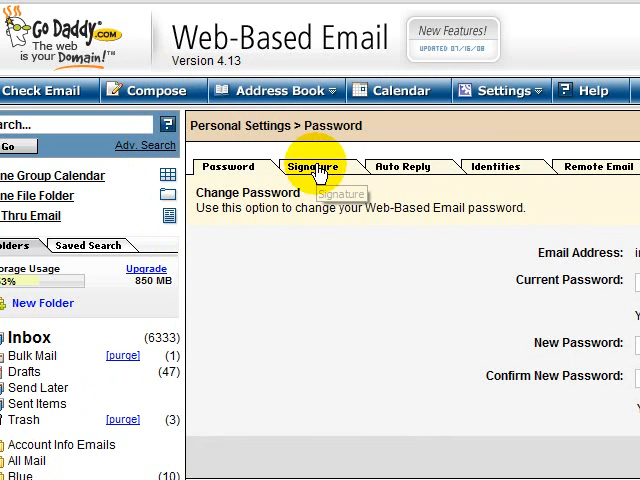 Go Daddy.COM
The web
is your Domain!™
Web-Based Email
Version 4.13
New Features!
UPDATED 07/16/08
Check Email
Compose
Address Book
Calendar
Settings
? Help
arch...
?
Go
Adv. Search
ne Group Calendar
ne File Folder
Thru Email
olders
Saved Search
orage Usage
Upgrade
3%
850 MB
New Folder
Inbox (6333)
Bulk Mail [purge] (1)
Drafts (47)
Send Later
Sent Items
Trash [purge] (3)
Account Info Emails
All Mail
Blue (10)
Personal Settings > Password
Password
Signature
Auto Reply
Identities
Remote Email
Signature
Change Password
Use this option to change your Web-Based Email password.
Email Address: i
Current Password:
Y
New Password:
Confirm New Password: